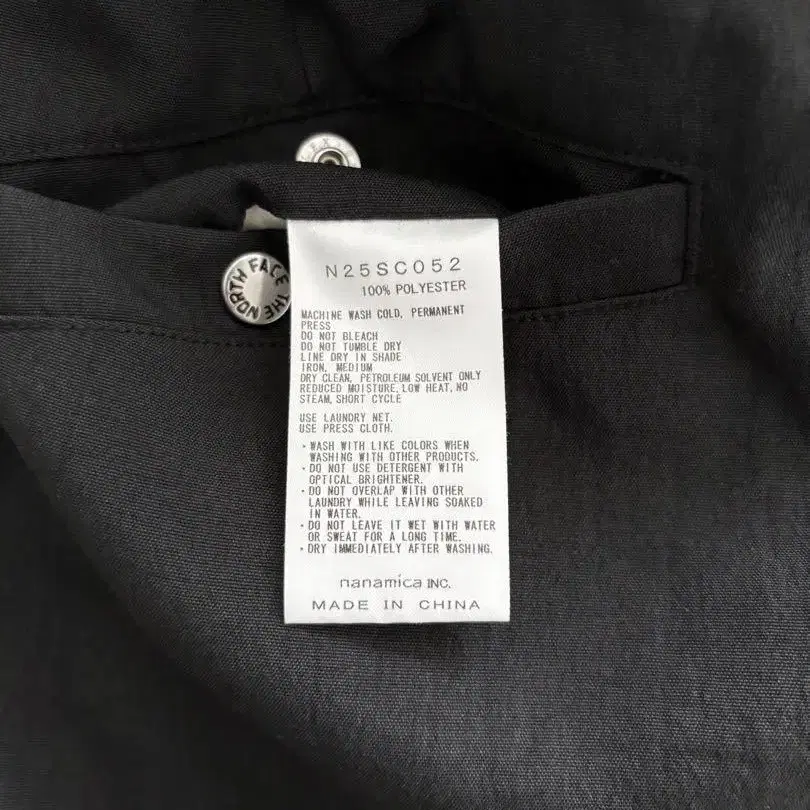 THE NORTH FACE
N25SC052
100% POLYESTER
MACHINE WASH COLD, PERMANENT
PRESS
DO NOT BLEACH
DO NOT TUMBLE DRY
LINE DRY IN SHADE
IRON, MEDIUM
DRY CLEAN, PETROLEUM SOLVENT ONLY
REDUCED MOISTURE, LOW HEAT, NO
STEAM, SHORT CYCLE
USE LAUNDRY NET.
USE PRESS CLOTH.
・WASH WITH LIKE COLORS WHEN
WASHING WITH OTHER PRODUCTS.
・DO NOT USE DETERGENT WITH
OPTICAL BRIGHTENER.
・DO NOT OVERLAP WITH OTHER
LAUNDRY WHILE LEAVING SOAKED
IN WATER.
・DO NOT LEAVE IT WET WITH WATER
OR SWEAT FOR A LONG TIME.
・DRY IMMEDIATELY AFTER WASHING.
nanamica INC.
MADE IN CHINA